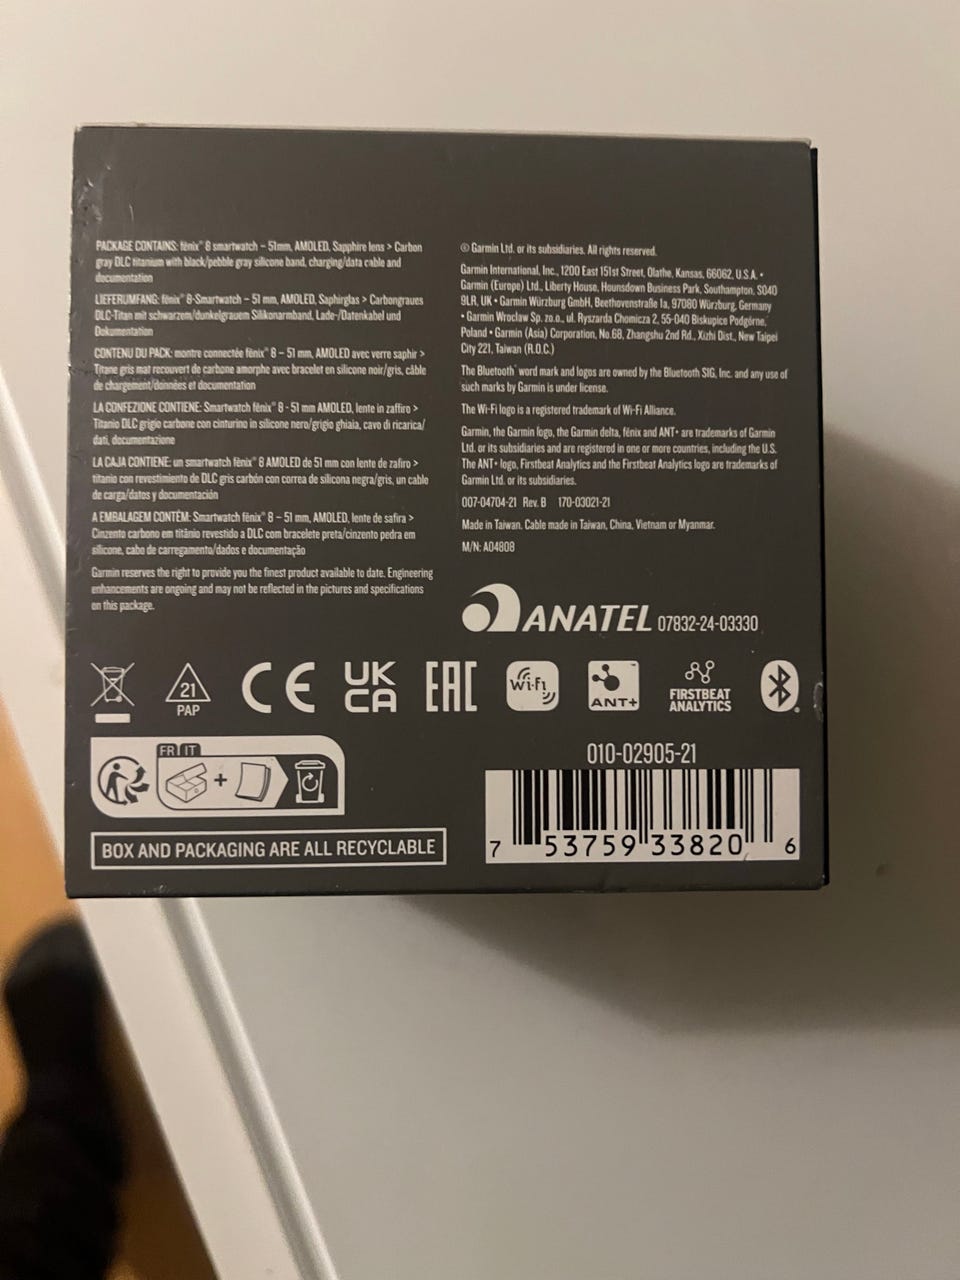 PACKAGE CONTAINS: fēnix® 8 smartwatch – 51mm, AMOLED, Sapphire lens > Carbon
gray DLC titanium with black/pebble gray silicone band, charging/data cable and
documentation
LIEFERUMFANG: fēnix® 8-Smartwatch – 51 mm, AMOLED, Saphirglas > Carbongraues
DLC-Titan mit schwarzem/dunkelgrauem Silikonarmband, Lade-/Datenkabel und
Dokumentation
CONTENU DU PACK: montre connectée fēnix® 8 – 51 mm, AMOLED avec verre saphir >
Titane gris mat recouvert de carbone amorphe avec bracelet en silicone noir/gris, câble
de chargement/données et documentation
LA CONFEZIONE CONTIENE: Smartwatch fēnix® 8 - 51 mm AMOLED, lente in zaffiro >
Titanio DLC grigio carbone con cinturino in silicone nero/grigio ghiaia, cavo di ricarica/
dati, documentazione
LA CAJA CONTIENE: un smartwatch fēnix® 8 AMOLED de 51 mm con lente de zafiro >
titanio con revestimiento de DLC gris carbón con correa de silicona negra/gris, un cable
de carga/datos y documentación
A EMBALAGEM CONTÉM: Smartwatch fēnix® 8 – 51 mm, AMOLED, lente de safira >
Cinzento carbono em titânio revestido a DLC com bracelete preta/cinzento pedra em
silicone, cabo de carregamento/dados e documentação
Garmin reserves the right to provide you the finest product available to date. Engineering
enhancements are ongoing and may not be reflected in the pictures and specifications
on this package.
© Garmin Ltd. or its subsidiaries. All rights reserved.
Garmin International, Inc., 1200 East 151st Street, Olathe, Kansas, 66062, U.S.A. •
Garmin (Europe) Ltd., Liberty House, Hounsdown Business Park, Southampton, SO40
9LR, UK • Garmin Würzburg GmbH, Beethovenstraße 1a, 97080 Würzburg, Germany
• Garmin Wroclaw Sp. zo.o., ul. Ryszarda Chomicza 2, 55-040 Biskupice Podgórne,
Poland • Garmin (Asia) Corporation, No.68, Zhangshu 2nd Rd., Xizhi Dist., New Taipei
City 221, Taiwan (R.O.C.)
The Bluetooth® word mark and logos are owned by the Bluetooth SIG, Inc. and any use of
such marks by Garmin is under license.
The Wi-Fi logo is a registered trademark of Wi-Fi Alliance.
Garmin, the Garmin logo, the Garmin delta, fēnix and ANT+ are trademarks of Garmin
Ltd. or its subsidiaries and are registered in one or more countries, including the U.S.
The ANT+ logo, Firstbeat Analytics and the Firstbeat Analytics logo are trademarks of
Garmin Ltd. or its subsidiaries.
007-04704-21 Rev. B 170-03021-21
Made in Taiwan. Cable made in Taiwan, China, Vietnam or Myanmar.
M/N: A04808
ANATEL 07832-24-03330
21
PAP
CE
UK
CA
EAC
Wi-Fi
ANT+
FIRSTBEAT
ANALYTICS
FR IT
+
BOX AND PACKAGING ARE ALL RECYCLABLE
010-02905-21
7 53759 33820 6